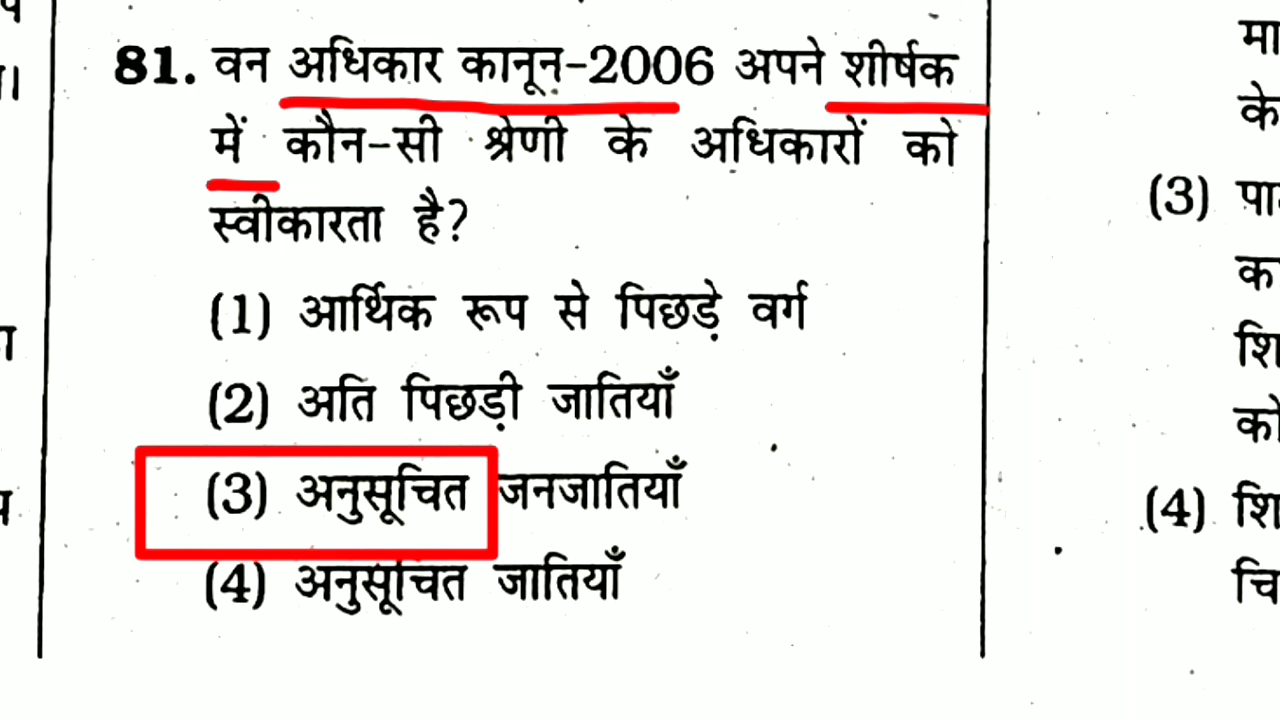 81. वन अधिकार कानून-2006 अपने शीर्षक
में कौन-सी श्रेणी के अधिकारों को
स्वीकारता है?
(1) आर्थिक रूप से पिछड़े वर्ग
(2) अति पिछड़ी जातियाँ
(3) अनुसूचित जनजातियाँ
(4) अनुसूचित जातियाँ
मा
के
(3) पा
क
शि
को
(4) शि
चि